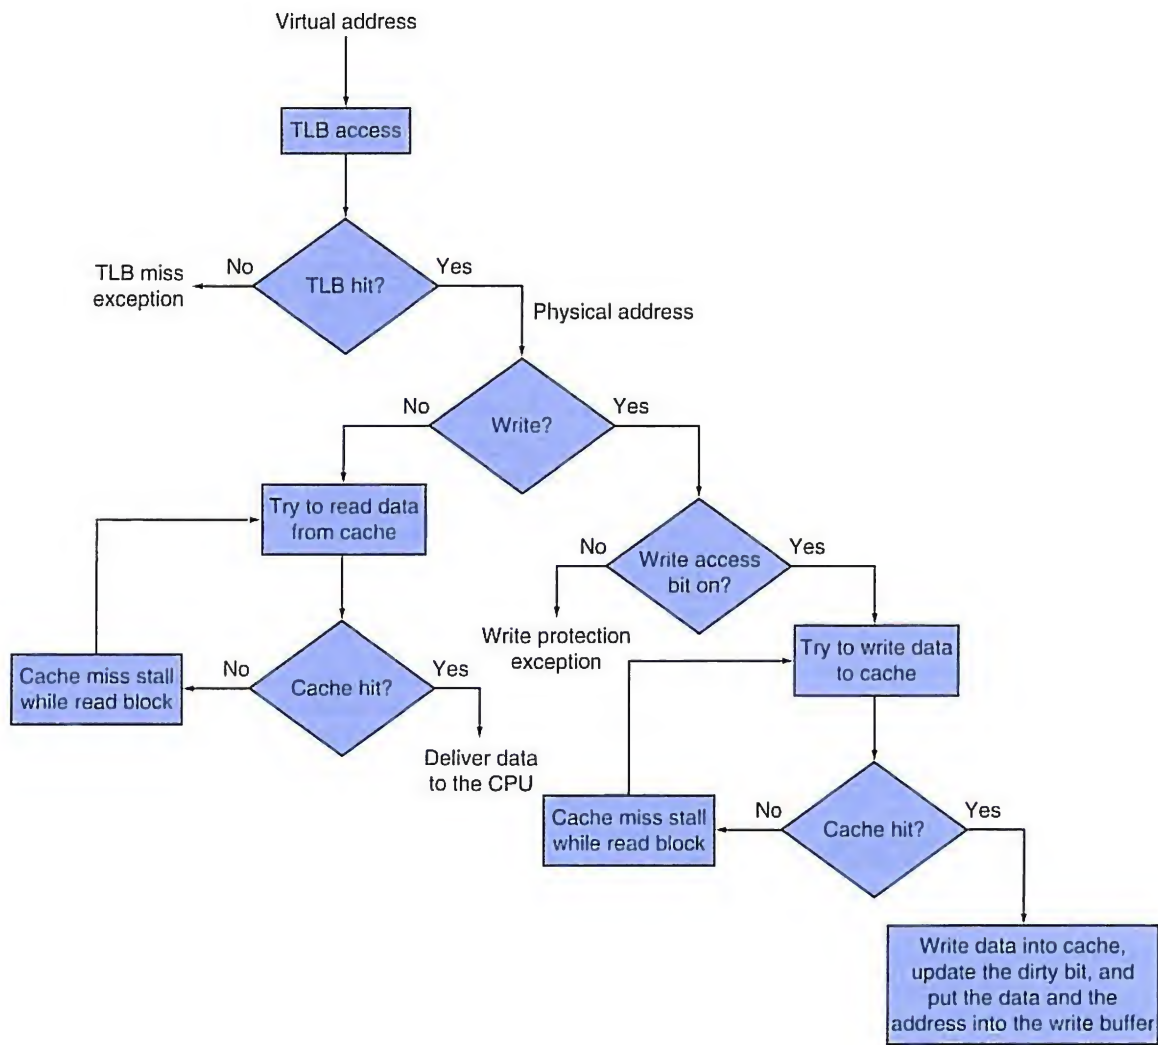 Virtual address
TLB access
TLB hit?
No
Yes
TLB miss
exception
Physical address
Write?
No
Yes
Try to read data
from cache
Write access
bit on?
No
Yes
Write protection
exception
Try to write data
to cache
Cache hit?
No
Yes
Cache miss stall
while read block
Deliver data
to the CPU
Cache hit?
No
Yes
Cache miss stall
while read block
Write data into cache,
update the dirty bit, and
put the data and the
address into the write buffer